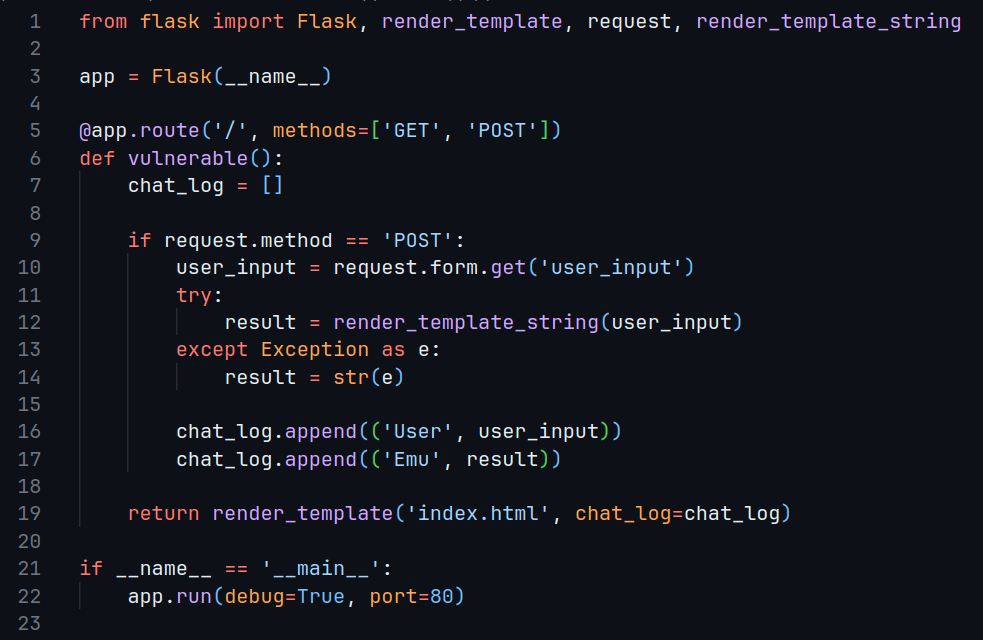 1 from flask import Flask, render_template, request, render_template_string
2
3 app = Flask(__name__)
4
5 @app.route('/', methods=['GET', 'POST'])
6 def vulnerable():
7     chat_log = []
8
9     if request.method == 'POST':
10         user_input = request.form.get('user_input')
11         try:
12             result = render_template_string(user_input)
13         except Exception as e:
14             result = str(e)
15
16         chat_log.append(('User', user_input))
17         chat_log.append(('Emu', result))
18
19     return render_template('index.html', chat_log=chat_log)
20
21 if __name__ == '__main__':
22     app.run(debug=True, port=80)
23